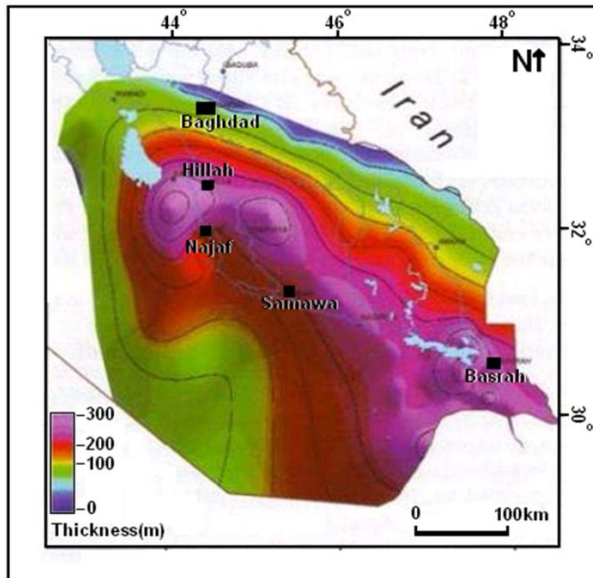 44° 46° 48°
34°
N↑
Iran
Baghdad
Hillah
32°
Najaf
Samawa
Basrah
300
200
100
0
30°
0 100km
Thickness(m)